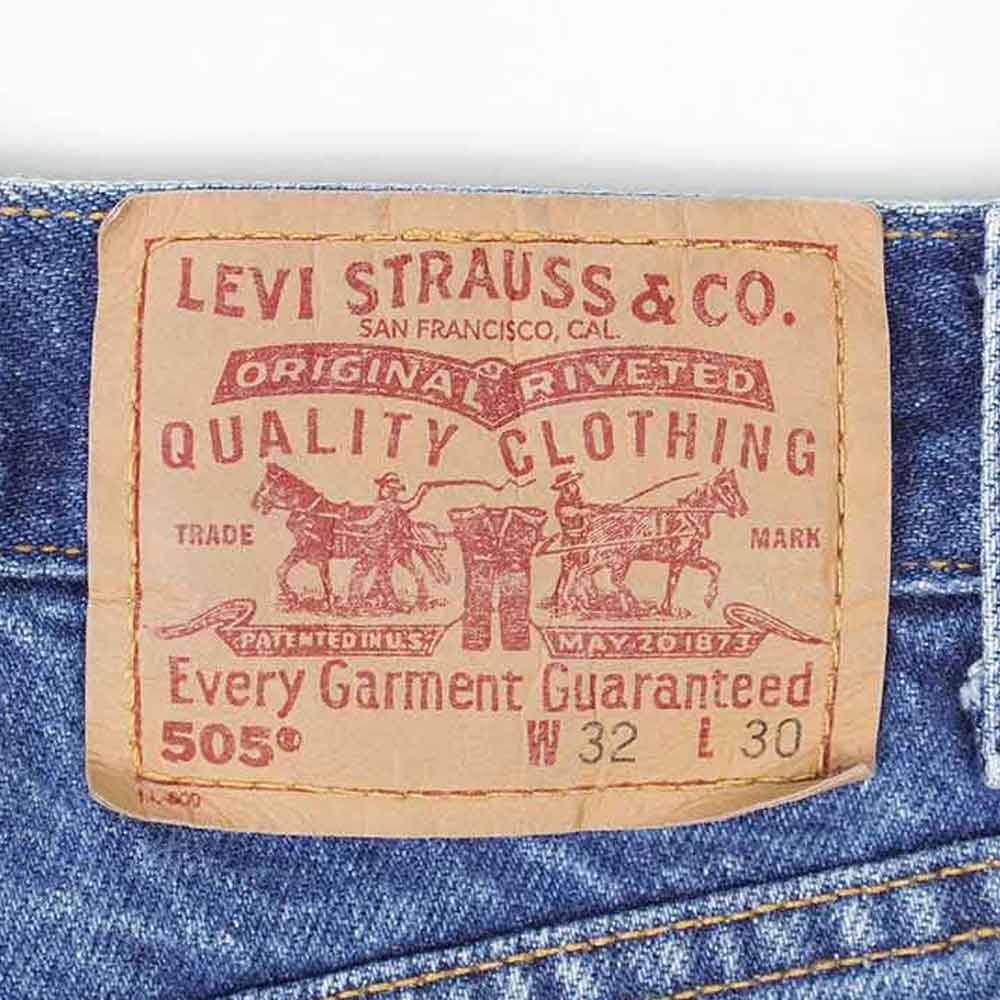 LEVI STRAUSS & CO.
SAN FRANCISCO, CAL.
ORIGINAL RIVETED
QUALITY CLOTHING
TRADE MARK
PATENTED IN U.S. MAY 20 1873
Every Garment Guaranteed
505® W 32 L 30